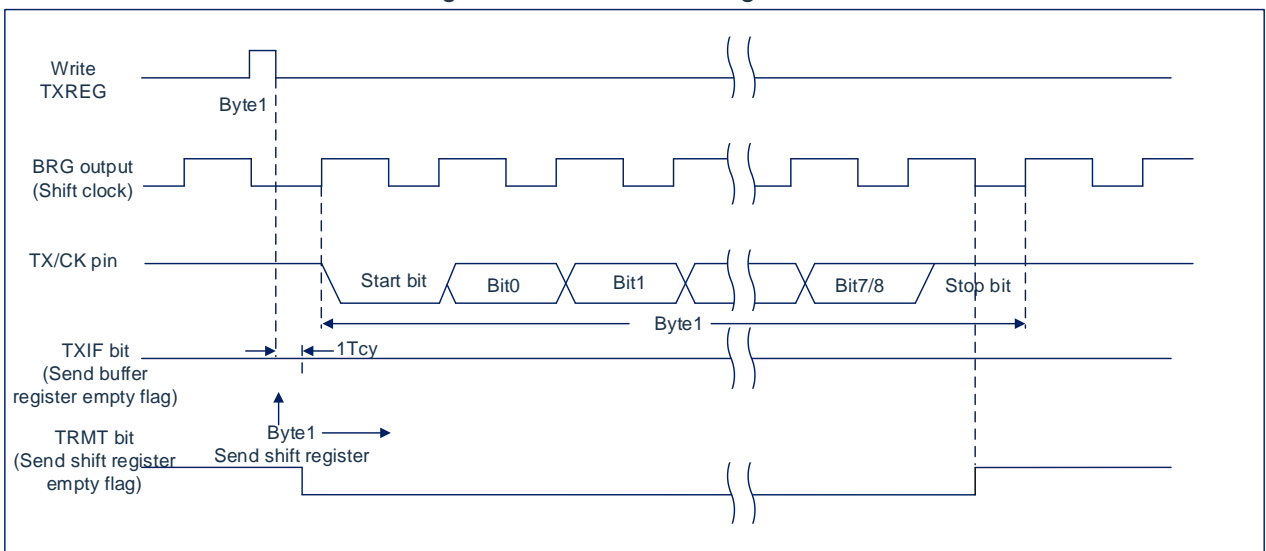 Write
TXREG
Byte1
BRG output
(Shift clock)
TX/CK pin
Start bit
Bit0
Bit1
Bit7/8
Stop bit
Byte1
TXIF bit
(Send buffer
register empty flag)
1Tcy
Byte1
Send shift register
TRMT bit
(Send shift register
empty flag)